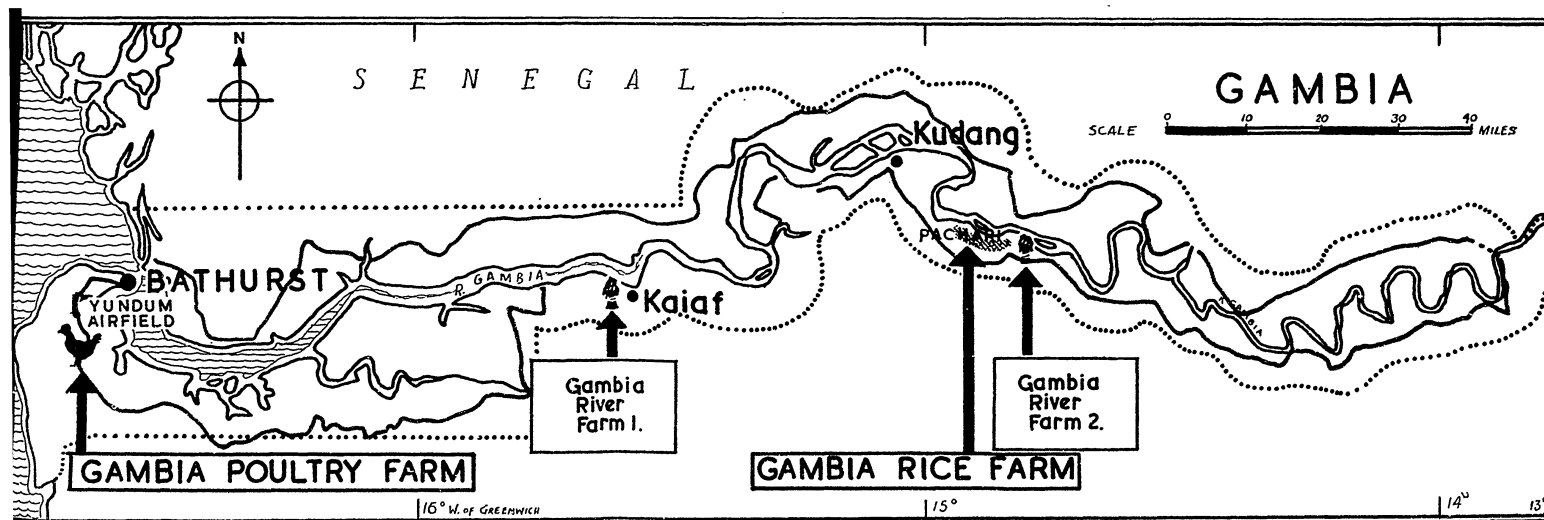 N
SENEGAL
GAMBIA
SCALE 0 10 20 30 40 MILES
Kudang
PACHARI
BATHURST
YUNDUM
AIRFIELD
R. GAMBIA
Kaiaf
R. GAMBIA
Gambia
River
Farm 1.
Gambia
River
Farm 2.
GAMBIA POULTRY FARM
GAMBIA RICE FARM
16° W. OF GREENWICH
15°
14°
13°